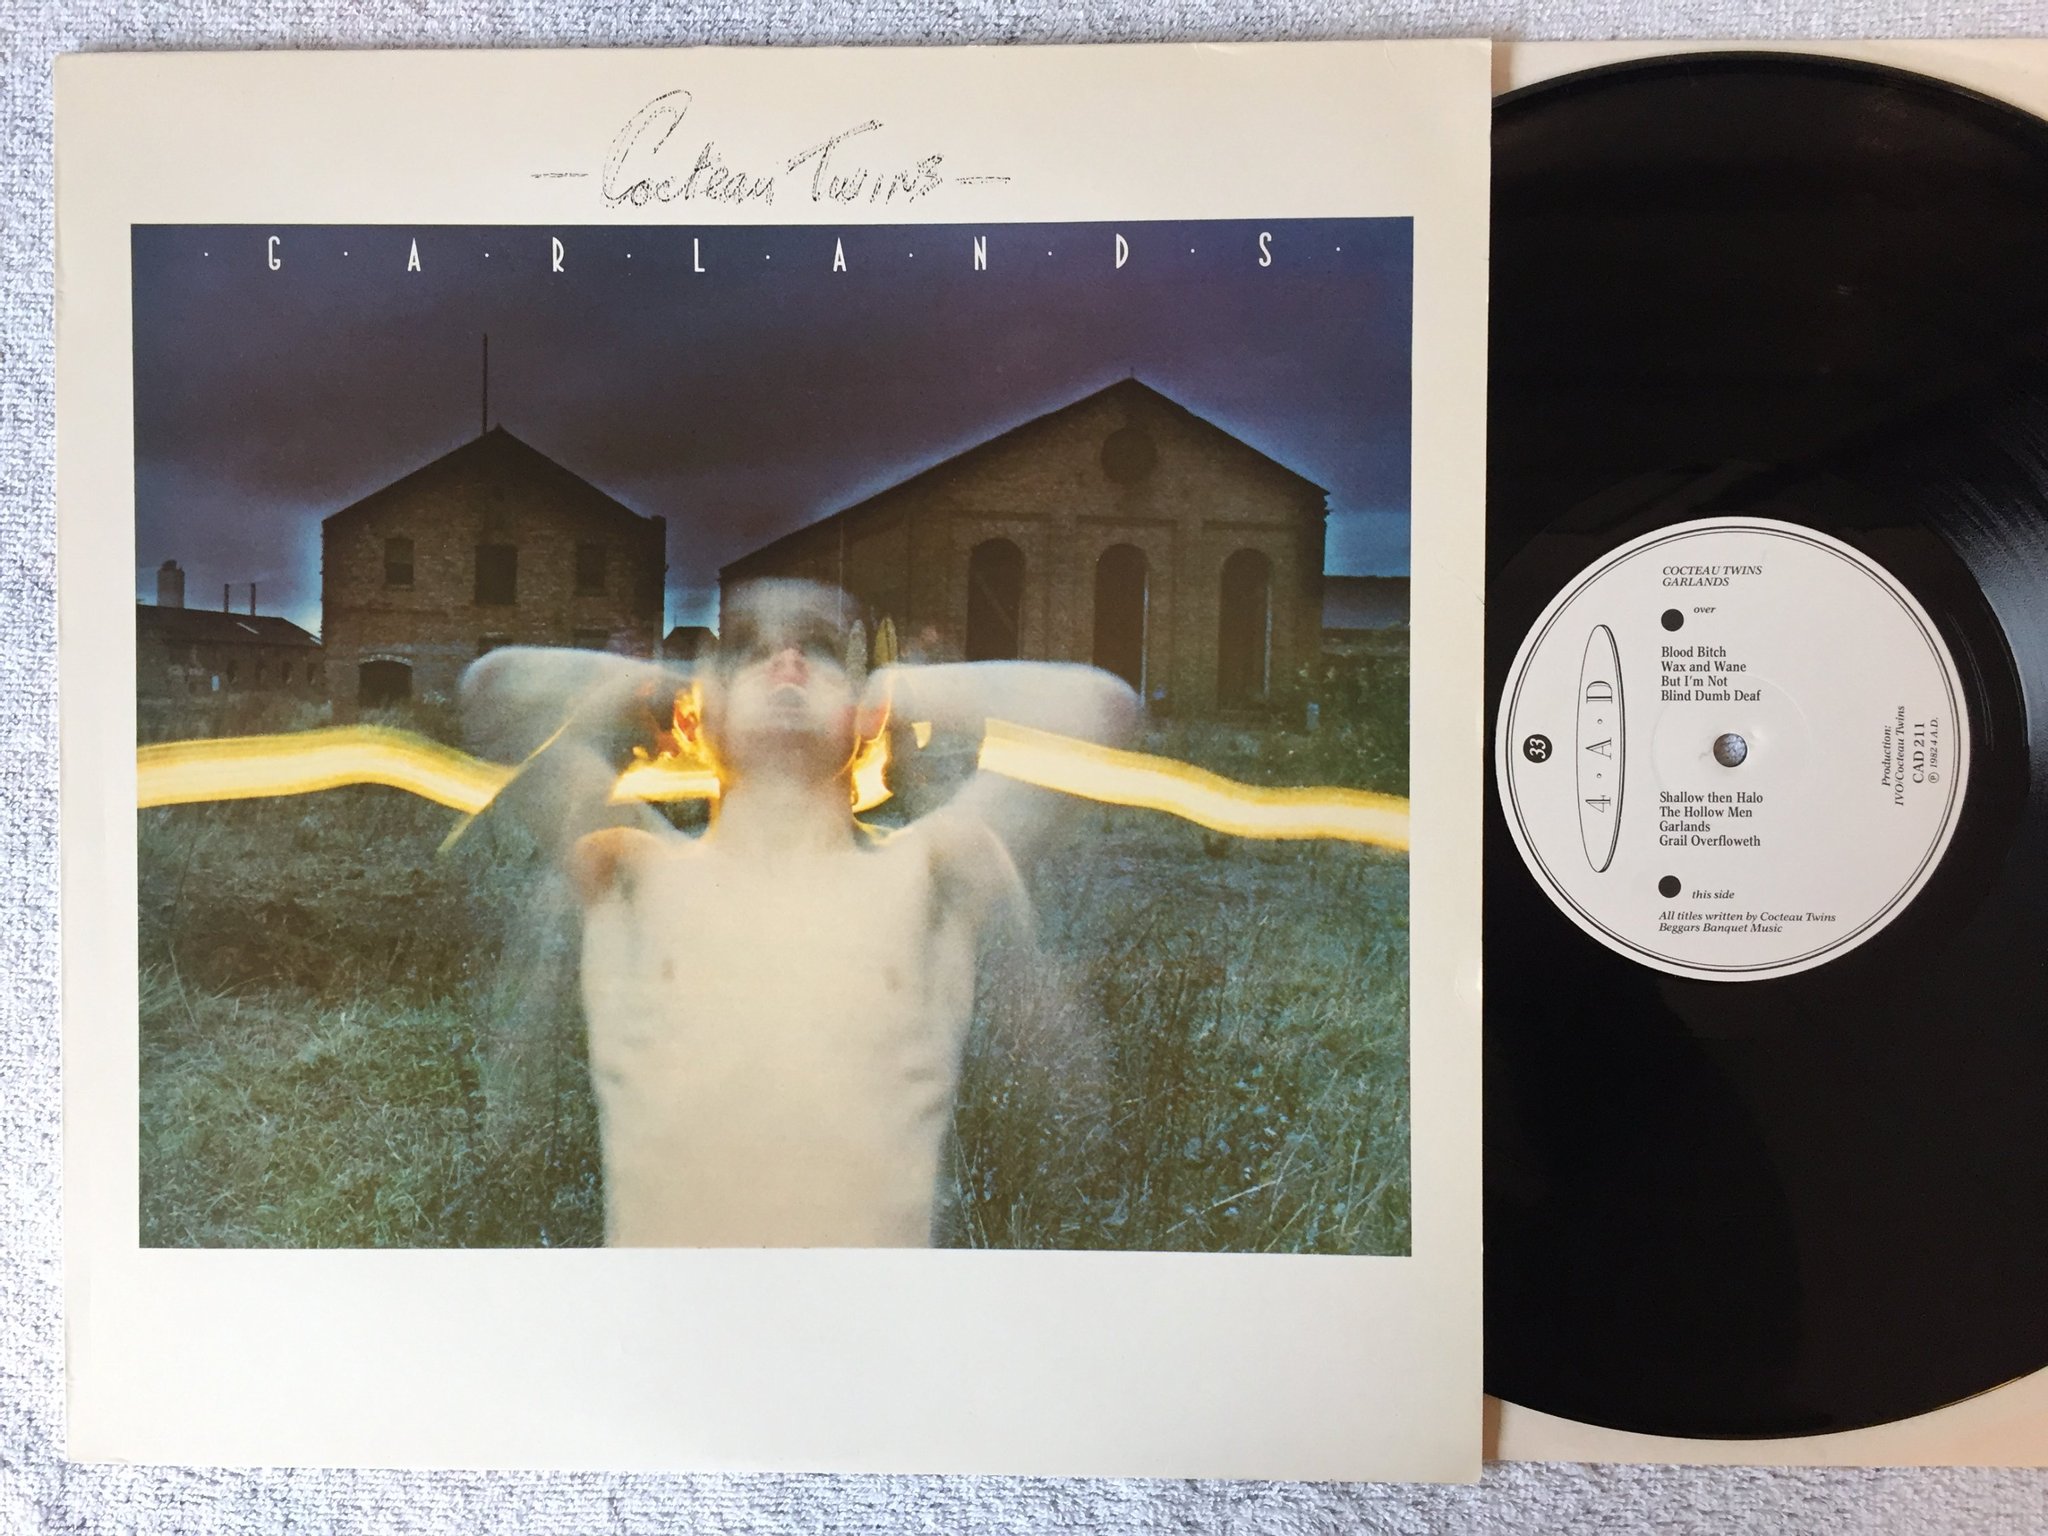 Cocteau Twins
· G · A · R · L · A · N · D · S ·
COCTEAU TWINS
GARLANDS
over
Blood Bitch
Wax and Wane
But I'm Not
Blind Dumb Deaf
33
4·A·D
Production:
IVO/Cocteau Twins
CAD 211
℗ 1982 4 A.D.
Shallow then Halo
The Hollow Men
Garlands
Grail Overfloweth
this side
All titles written by Cocteau Twins
Beggars Banquet Music